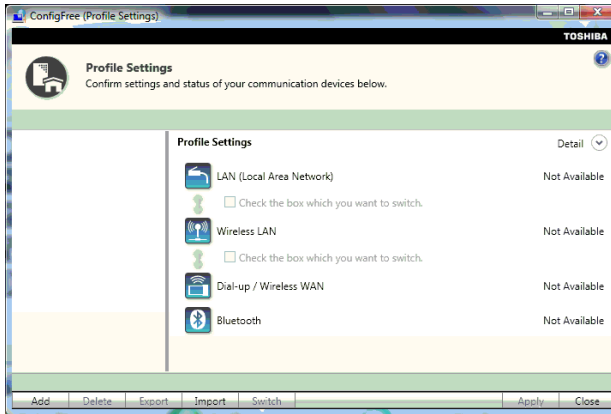 ConfigFree (Profile Settings)
TOSHIBA
Profile Settings
Confirm settings and status of your communication devices below.
Profile Settings
Detail
LAN (Local Area Network)
Not Available
Check the box which you want to switch.
Wireless LAN
Not Available
Check the box which you want to switch.
Dial-up / Wireless WAN
Not Available
Bluetooth
Not Available
Add Delete Export Import Switch Apply Close